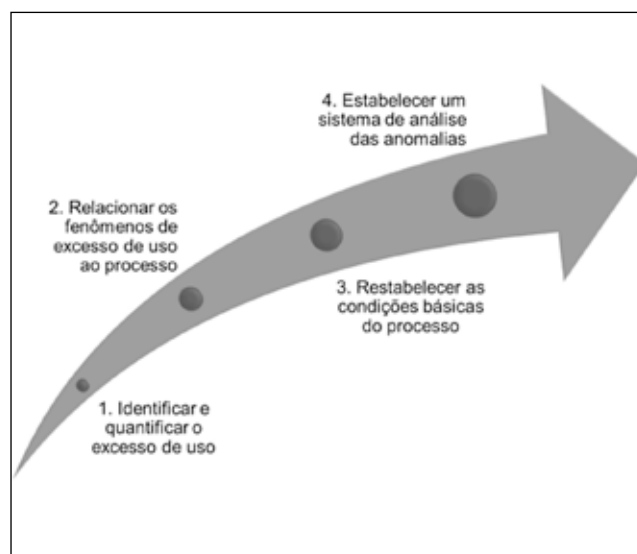 1. Identificar e
quantificar o
excesso de uso
2. Relacionar os
fenômenos de
excesso de uso
ao processo
3. Restabelecer as
condições básicas
do processo
4. Estabelecer um
sistema de análise
das anomalias